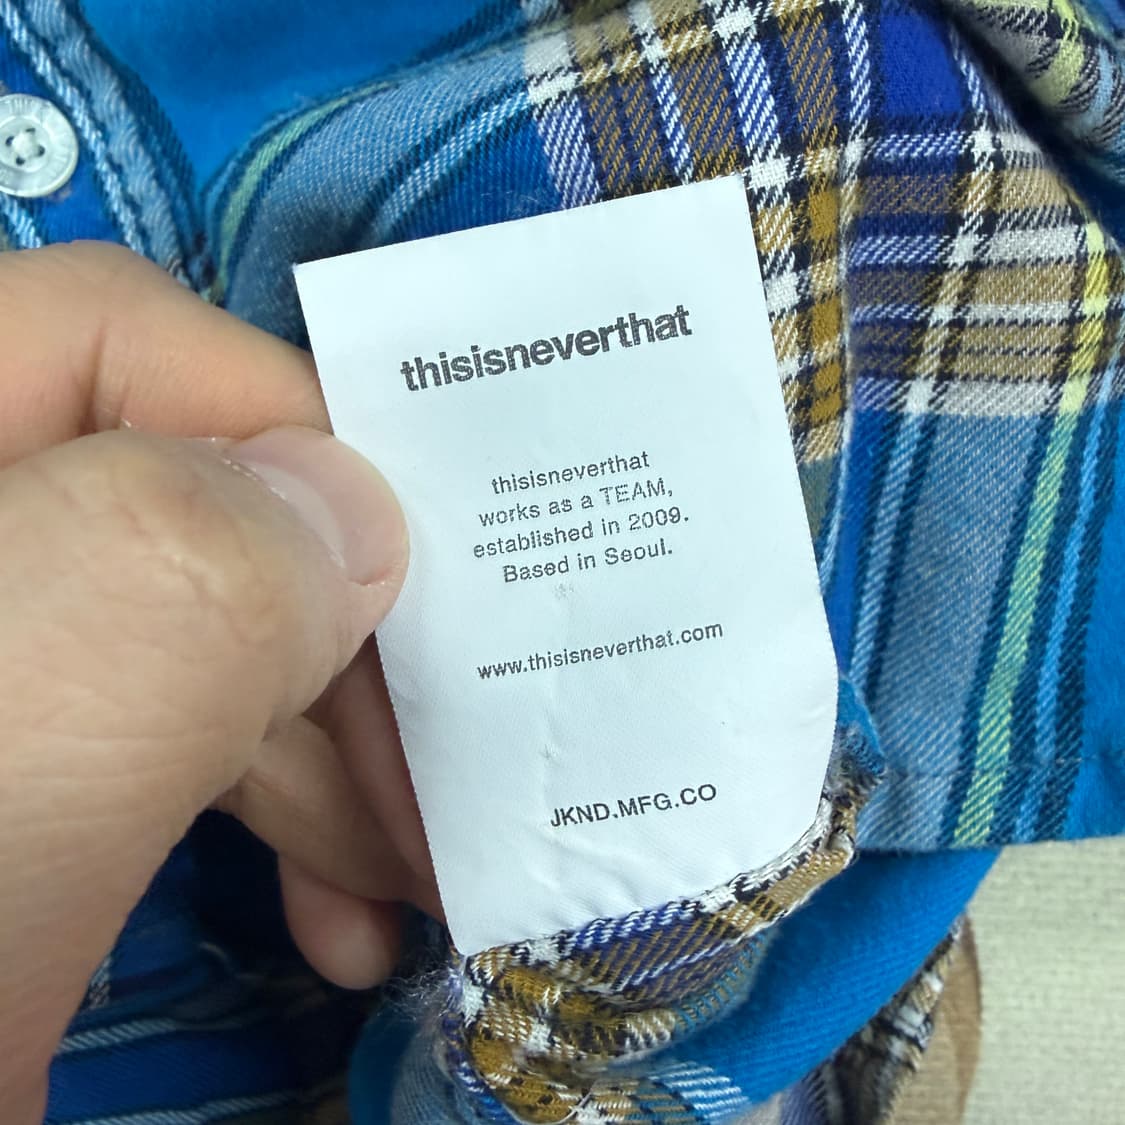 thisisneverthat
thisisneverthat
works as a TEAM,
established in 2009.
Based in Seoul.
www.thisisneverthat.com
JKND.MFG.CO